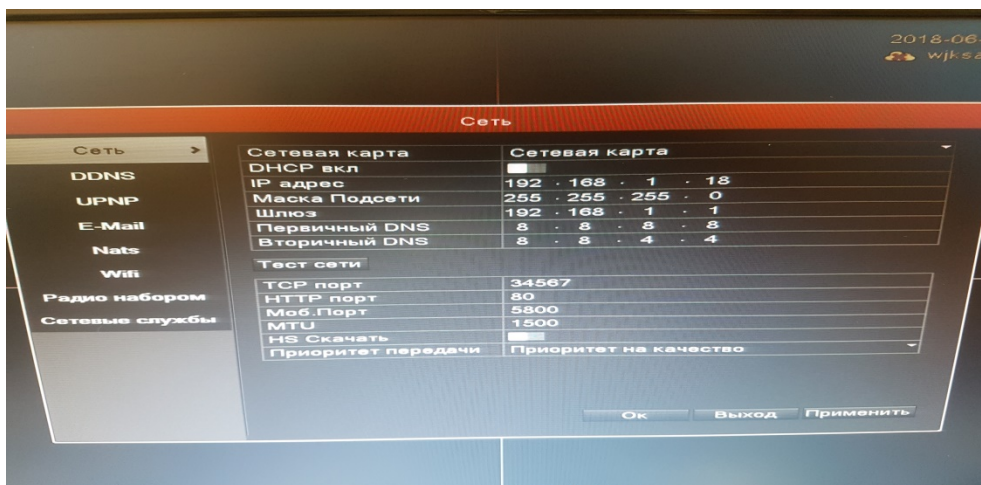 2018-06-
Сеть
Сеть >
DDNS
UPNP
E-Mail
Nats
Wifi
Радио набором
Сетевые службы
Сетевая карта Сетевая карта
DHCP вкл
IP адрес 192 . 168 . 1 . 18
Маска Подсети 255 . 255 . 255 . 0
Шлюз 192 . 168 . 1 . 1
Первичный DNS 8 . 8 . 8 . 8
Вторичный DNS 8 . 8 . 4 . 4
Тест сети
TCP порт 34567
HTTP порт 80
Моб.Порт 5800
MTU 1500
HS Скачать
Приоритет передачи Приоритет на качество
Ок Выход Применить